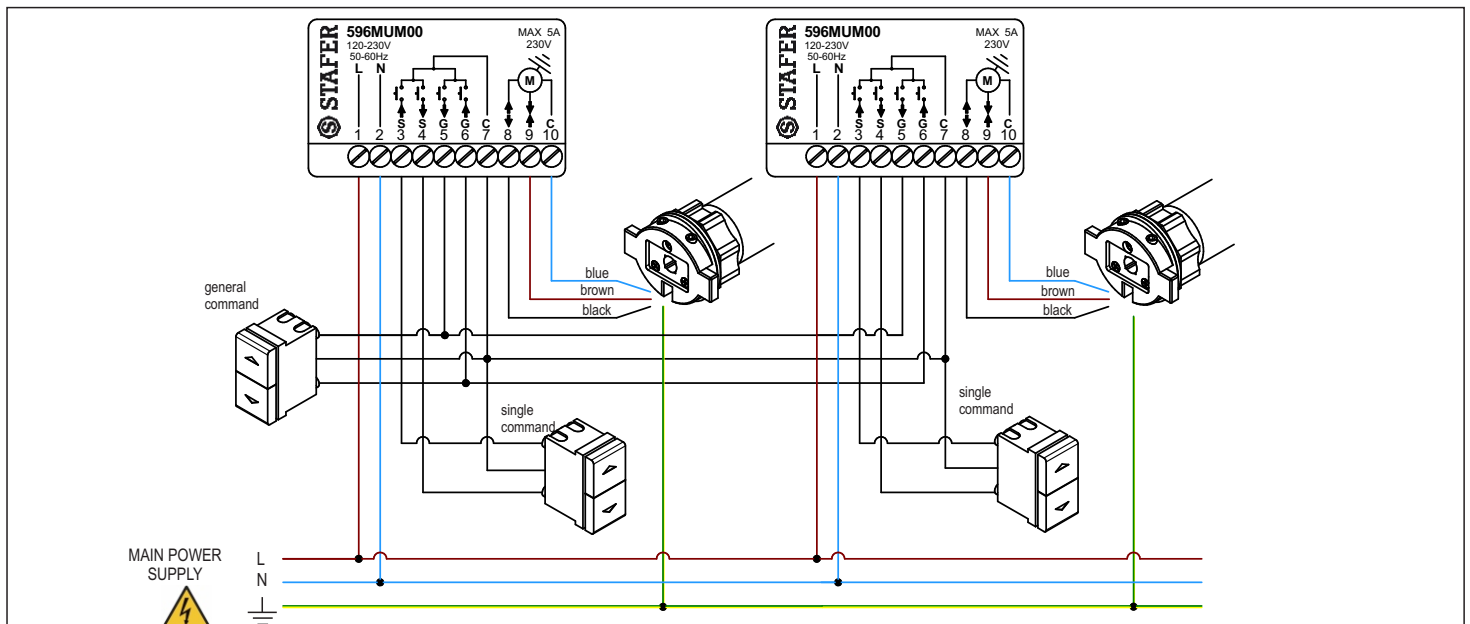 STAFER
596MUM00
MAX 5A
120-230V
230V
50-60Hz
L N
M
S S G G C C
1 2 3 4 5 6 7 8 9 10
STAFER
596MUM00
MAX 5A
120-230V
230V
50-60Hz
L N
M
S S G G C C
1 2 3 4 5 6 7 8 9 10
blue
brown
black
blue
brown
black
general
command
single
command
single
command
MAIN POWER
SUPPLY
L
N